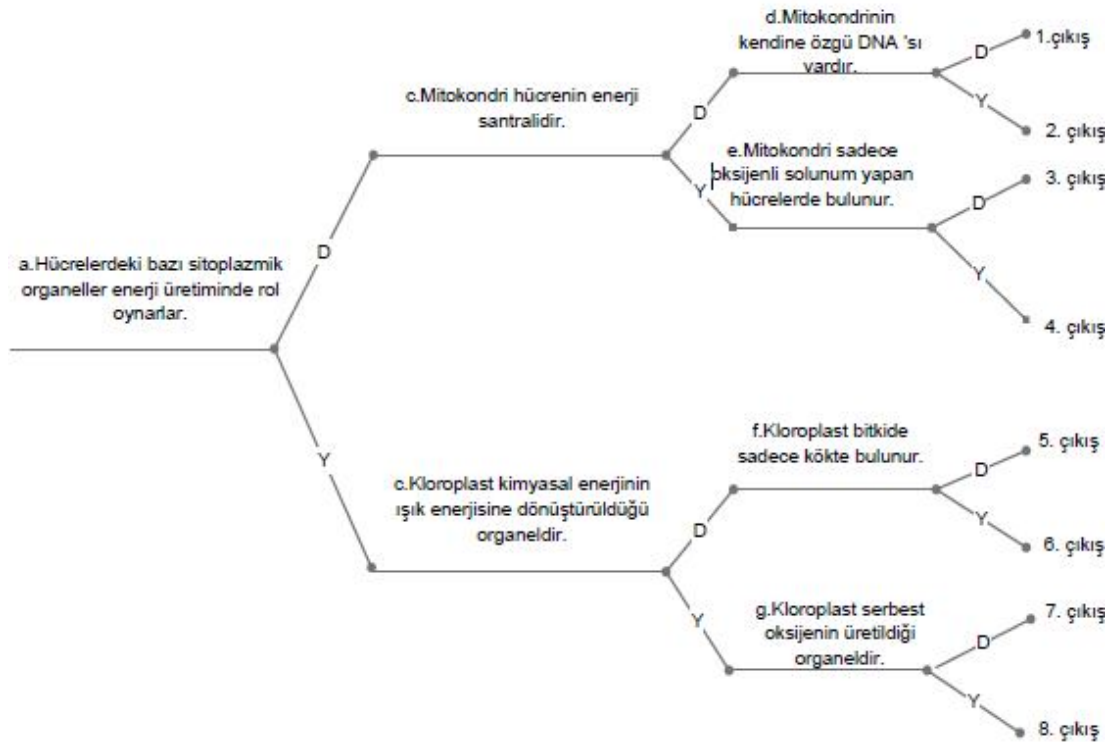 a.Hücrelerdeki bazı sitoplazmik
organeller enerji üretiminde rol
oynarlar.
D
Y
c.Mitokondri hücrenin enerji
santralidir.
D
Y
d.Mitokondrinin
kendine özgü DNA 'sı
vardır.
D
1.çıkış
Y
2. çıkış
e.Mitokondri sadece
oksijenli solunum yapan
hücrelerde bulunur.
D
3. çıkış
Y
4. çıkış
c.Kloroplast kimyasal enerjinin
ışık enerjisine dönüştürüldüğü
organeldir.
D
Y
f.Kloroplast bitkide
sadece kökte bulunur.
D
5. çıkış
Y
6. çıkış
g.Kloroplast serbest
oksijenin üretildiği
organeldir.
D
7. çıkış
Y
8. çıkış